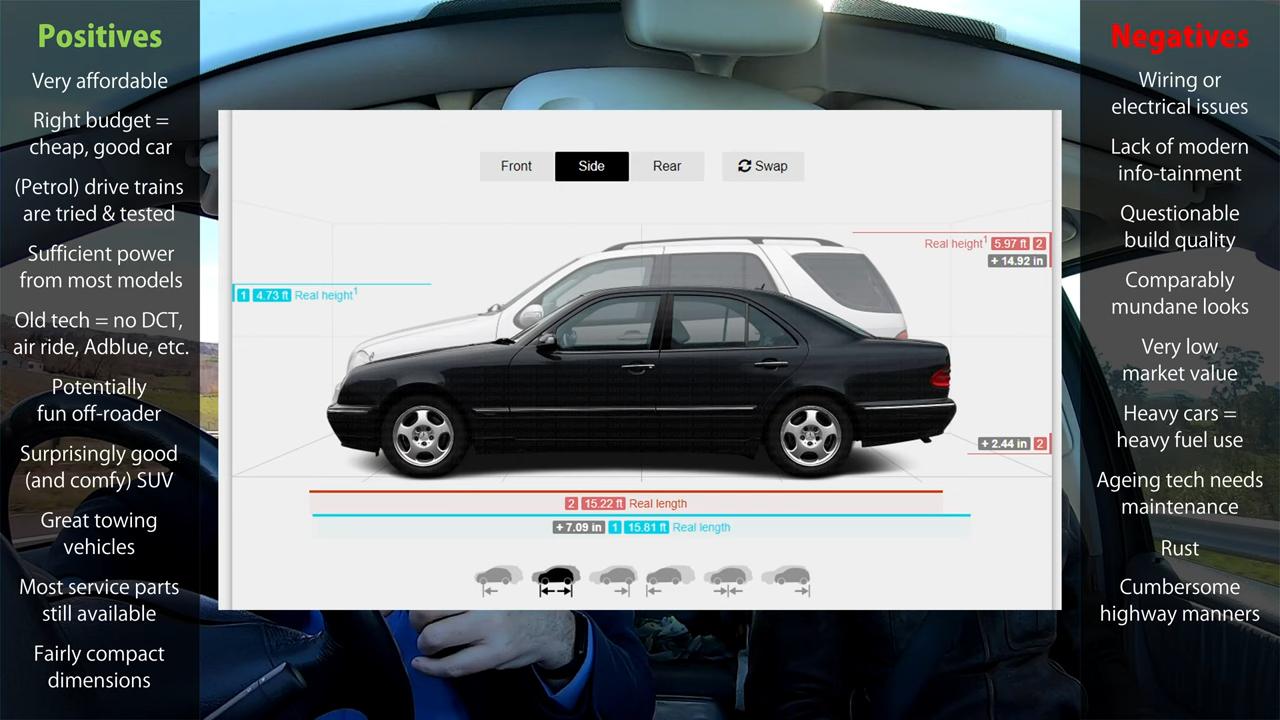 Positives
Very affordable
Right budget =
cheap, good car
(Petrol) drive trains
are tried & tested
Sufficient power
from most models
Old tech = no DCT,
air ride, Adblue, etc.
Potentially
fun off-roader
Surprisingly good
(and comfy) SUV
Great towing
vehicles
Most service parts
still available
Fairly compact
dimensions
Front Side Rear Swap
Real height¹ 5.97 ft 2
+ 14.92 in
1 4.73 ft Real height¹
+ 2.44 in 2
2 15.22 ft Real length
+ 7.09 in 1 15.81 ft Real length
Negatives
Wiring or
electrical issues
Lack of modern
info-tainment
Questionable
build quality
Comparably
mundane looks
Very low
market value
Heavy cars =
heavy fuel use
Ageing tech needs
maintenance
Rust
Cumbersome
highway manners